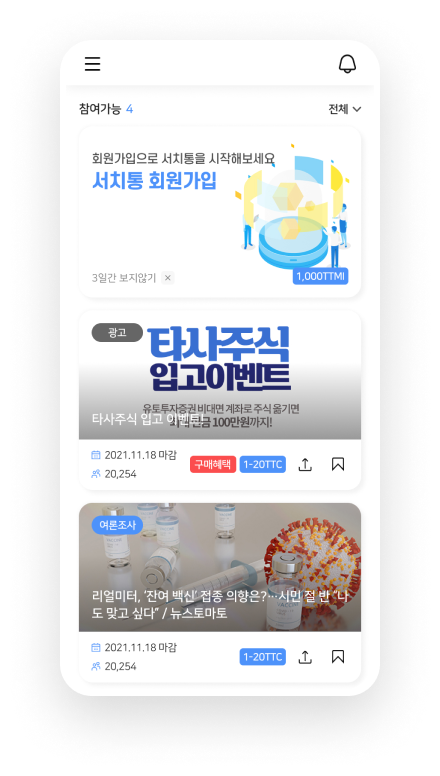 참여가능 4
전체
회원가입으로 서치통을 시작해보세요
서치통 회원가입
3일간 보지않기 ×
1,000TTMI
광고
타사주식
입고이벤트
유토투자증권 비대면 계좌로 주식 옮기면
현금 100만원까지!
타사주식 입고 이벤트!
2021.11.18 마감
20,254
구매혜택
1-20TTC
여론조사
리얼미터, ‘잔여 백신’ 접종 의향은?…시민 절 반 “나
도 맞고 싶다” / 뉴스토마토
2021.11.18 마감
20,254
1-20TTC